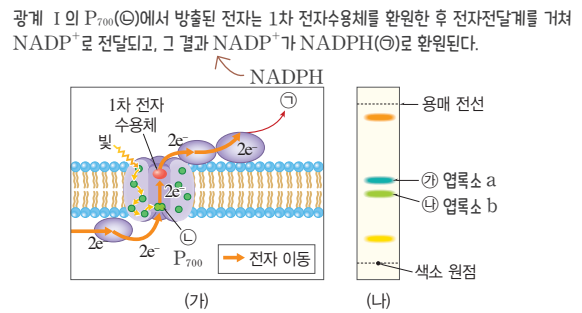 광계 Ⅰ의 P₇₀₀(㉡)에서 방출된 전자는 1차 전자수용체를 환원한 후 전자전달계를 거쳐
NADP⁺로 전달되고, 그 결과 NADP⁺가 NADPH(㉠)로 환원된다.
NADPH
1차 전자
수용체
빛
㉠
2e⁻
2e⁻
2e⁻
2e⁻
2e⁻
㉡
P₇₀₀
전자 이동
(가)
용매 전선
㉮ 엽록소 a
㉯ 엽록소 b
색소 원점
(나)